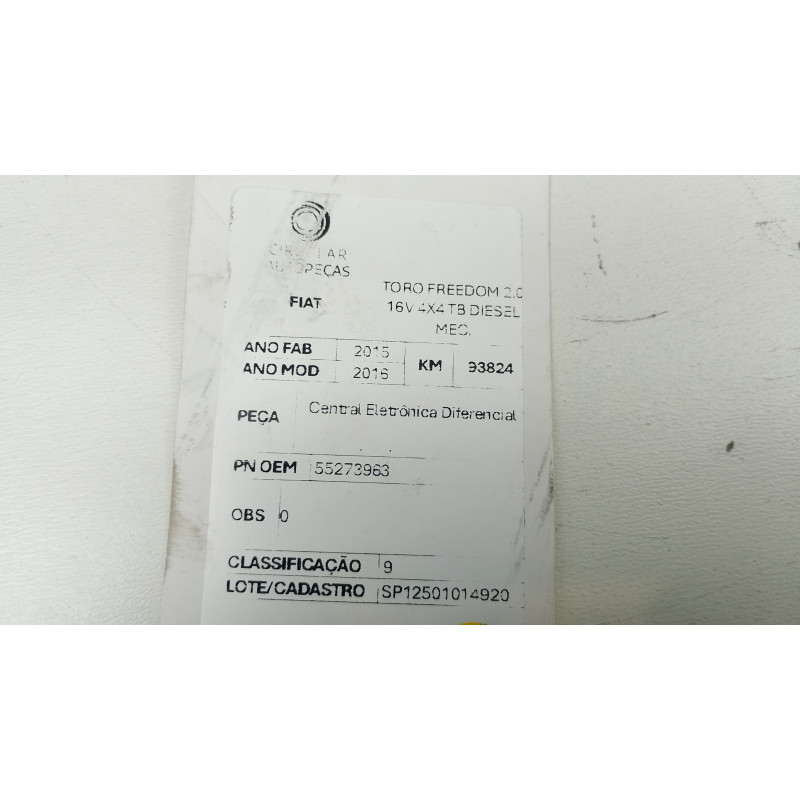 CIRCULAR
AUTOPEÇAS
FIAT
TORO FREEDOM 2.0
16V 4X4 TB DIESEL
MEC.
ANO FAB 2015
ANO MOD 2016
KM 93824
PEÇA Central Eletrônica Diferencial
PN OEM 55273963
OBS 0
CLASSIFICAÇÃO 9
LOTE/CADASTRO SP12501014920